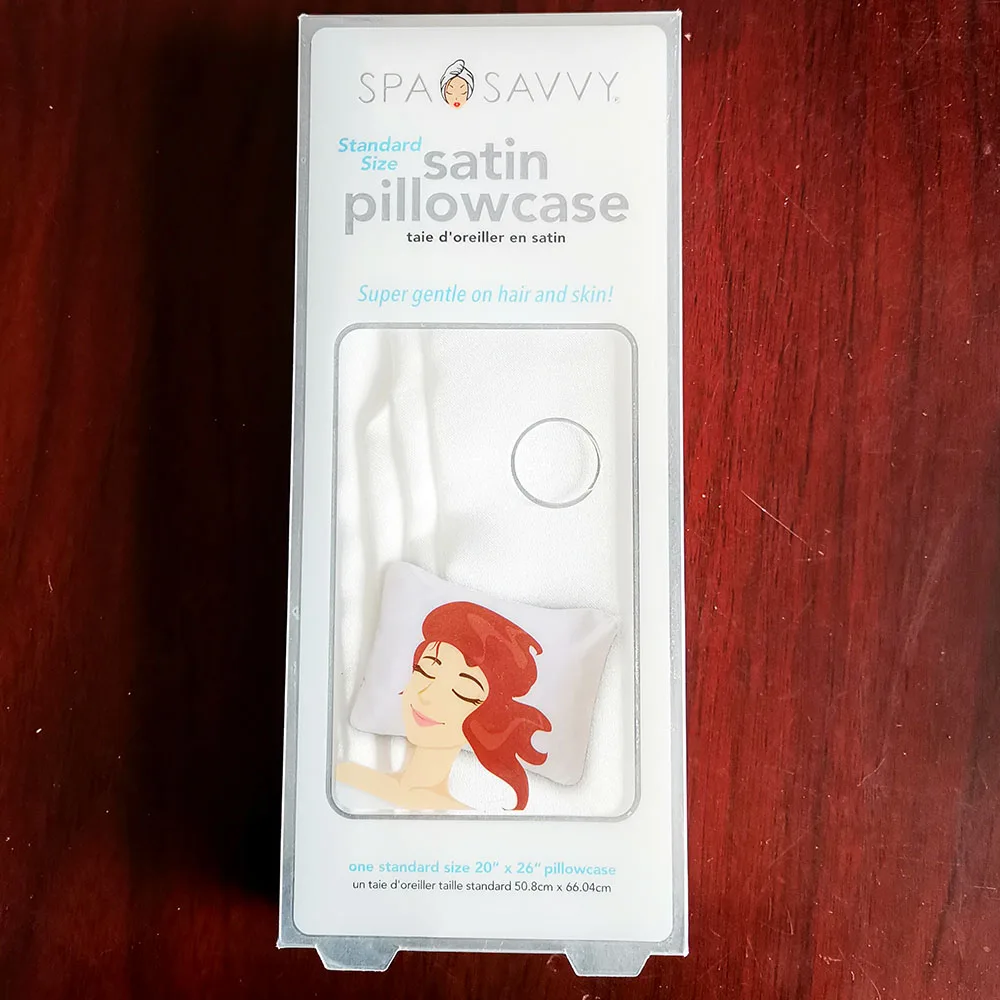 SPA SAVVY
Standard
Size
satin
pillowcase
taie d'oreiller en satin
Super gentle on hair and skin!
one standard size 20" x 26" pillowcase
un taie d'oreiller taille standard 50.8cm x 66.04cm